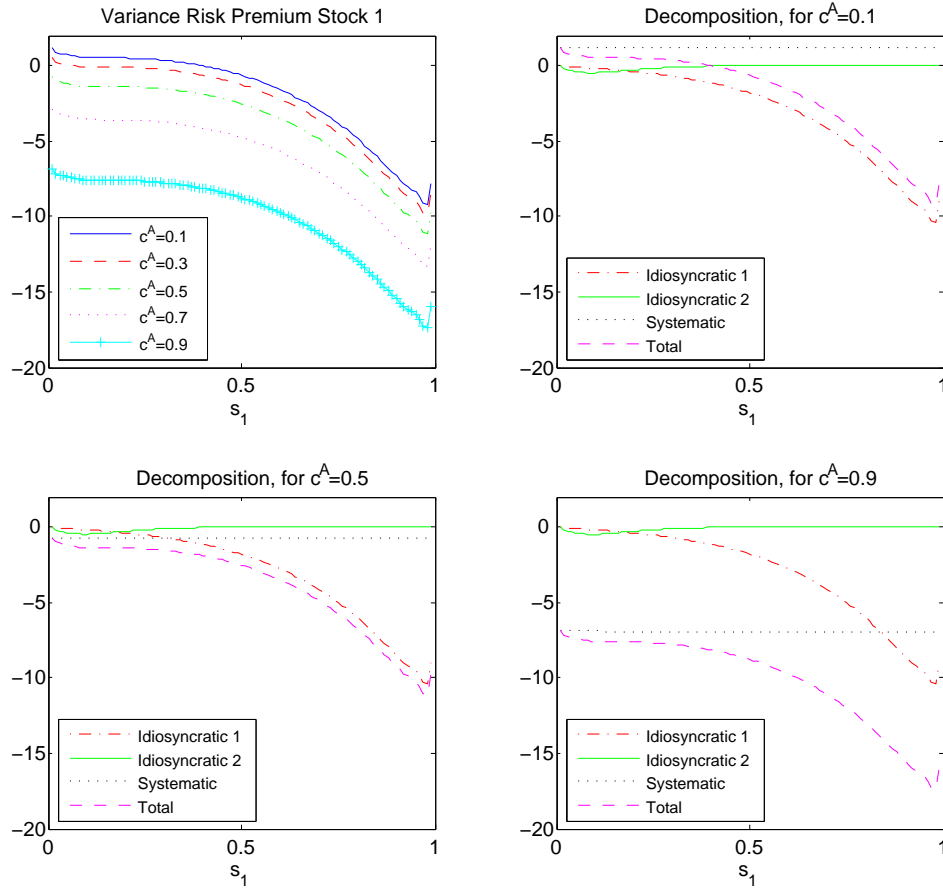 Variance Risk Premium Stock 1
0
−5
−10
−15
−20
c^A=0.1
c^A=0.3
c^A=0.5
c^A=0.7
c^A=0.9
0 0.5 1
s_1
Decomposition, for c^A=0.1
0
−5
−10
−15
−20
Idiosyncratic 1
Idiosyncratic 2
Systematic
Total
0 0.5 1
s_1
Decomposition, for c^A=0.5
0
−5
−10
−15
−20
Idiosyncratic 1
Idiosyncratic 2
Systematic
Total
0 0.5 1
s_1
Decomposition, for c^A=0.9
0
−5
−10
−15
−20
Idiosyncratic 1
Idiosyncratic 2
Systematic
Total
0 0.5 1
s_1